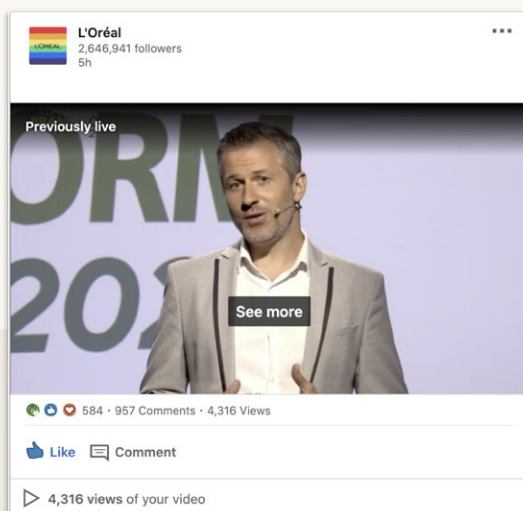 L'ORÉAL
L'Oréal
2,646,941 followers
5h
Previously live
ORM
202
See more
584 · 957 Comments · 4,316 Views
Like
Comment
4,316 views of your video